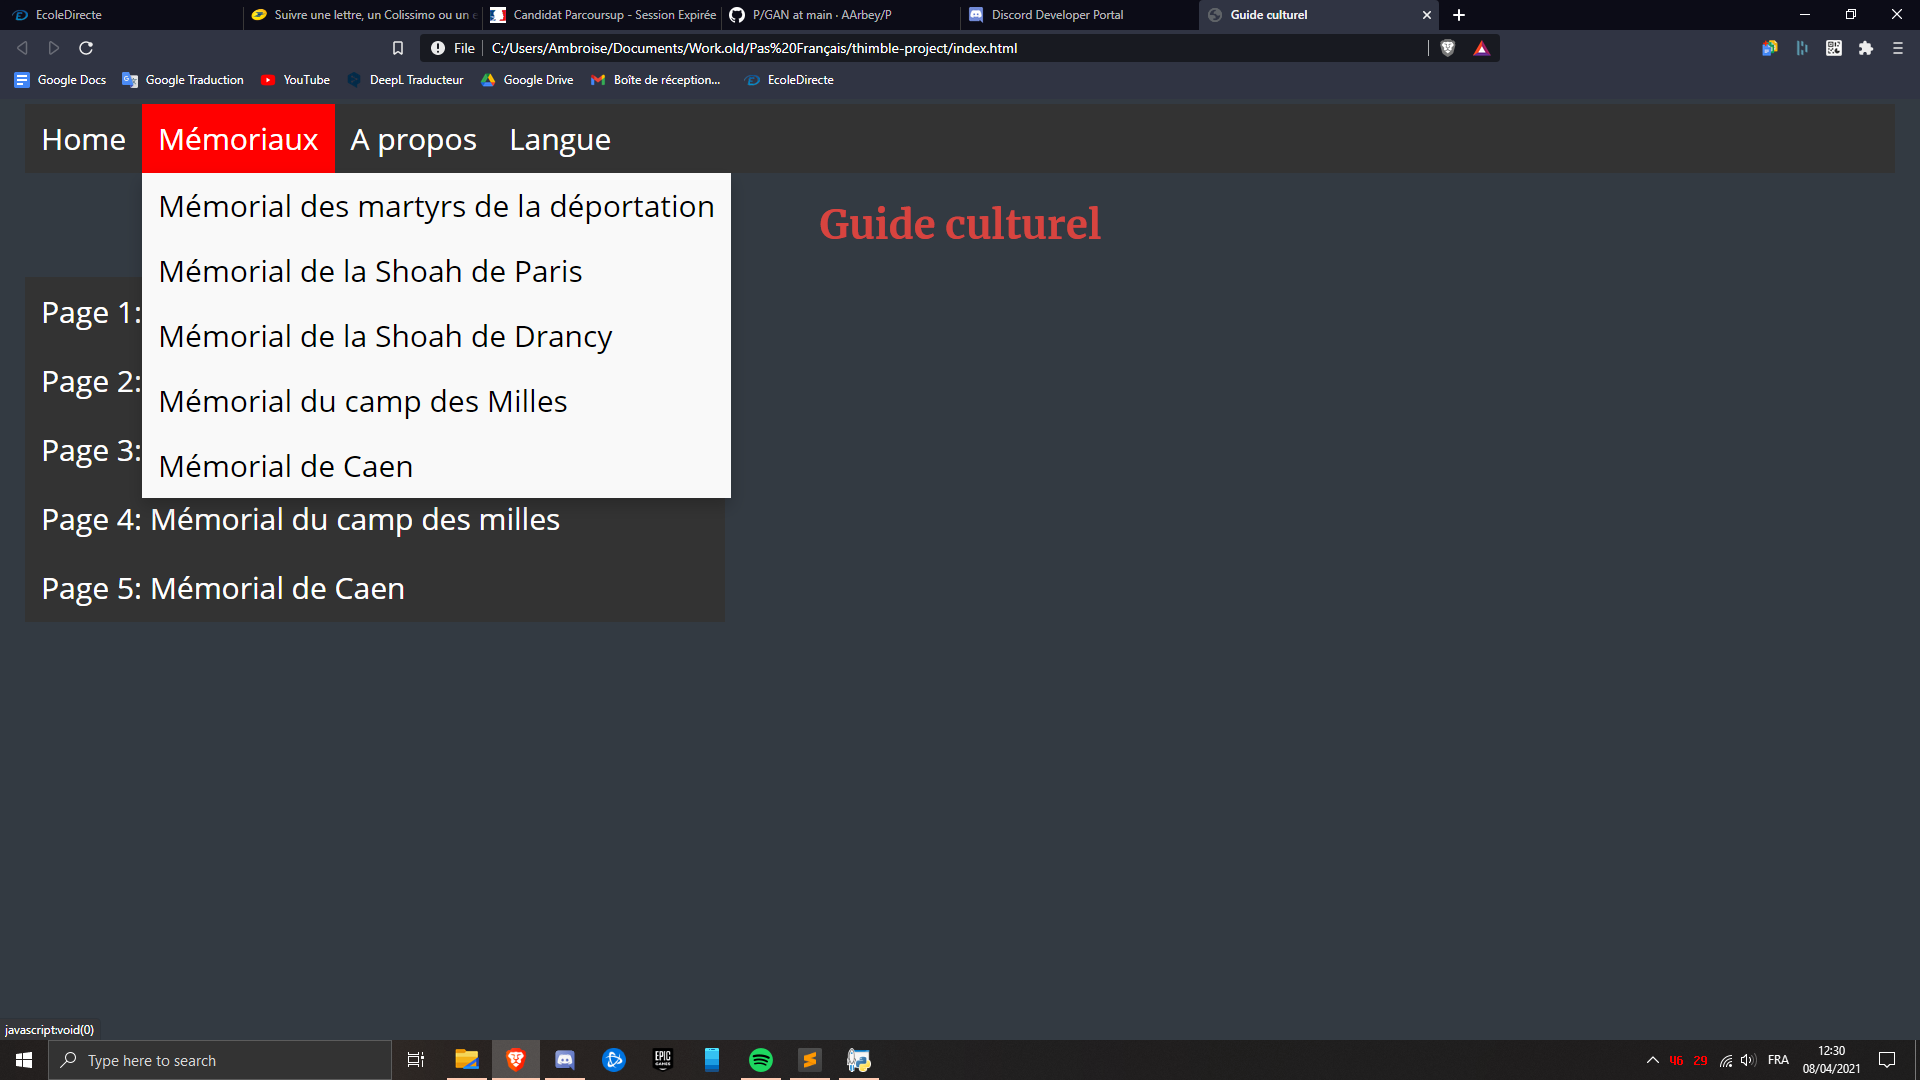 EcoleDirecte
Suivre une lettre, un Colissimo ou un e
Candidat Parcoursup - Session Expirée
P/GAN at main · AArbey/P
Discord Developer Portal
Guide culturel
File
C:/Users/Ambroise/Documents/Work.old/Pas%20Français/thimble-project/index.html
Google Docs
Google Traduction
YouTube
DeepL Traducteur
Google Drive
Boîte de réception...
EcoleDirecte
Home
Mémoriaux
A propos
Langue
Mémorial des martyrs de la déportation
Mémorial de la Shoah de Paris
Mémorial de la Shoah de Drancy
Mémorial du camp des Milles
Mémorial de Caen
Guide culturel
Page 1:
Page 2:
Page 3:
Page 4: Mémorial du camp des milles
Page 5: Mémorial de Caen
javascript:void(0)
Type here to search
EPIC
GAMES
46
29
FRA
12:30
08/04/2021